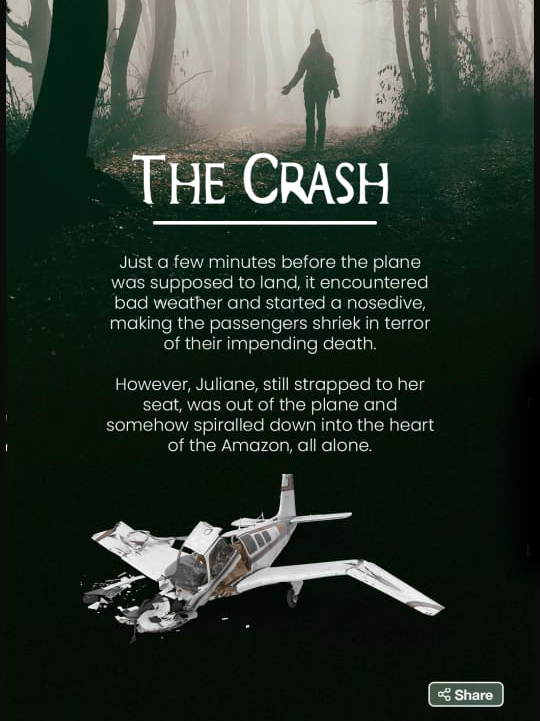 THE CRASH
Just a few minutes before the plane
was supposed to land, it encountered
bad weather and started a nosedive,
making the passengers shriek in terror
of their impending death.
However, Juliane, still strapped to her
seat, was out of the plane and
somehow spiralled down into the heart
of the Amazon, all alone.
Share